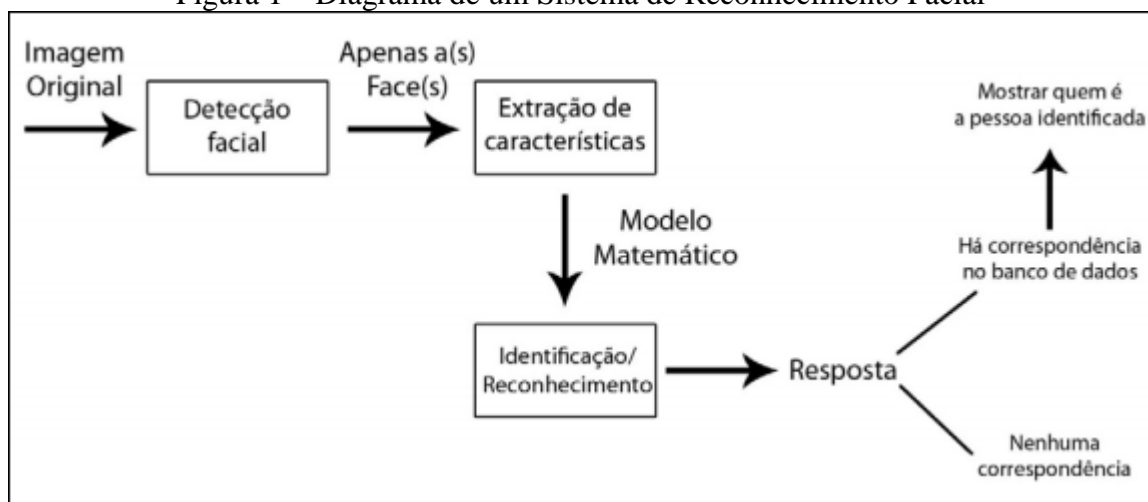 Figura 1 – Diagrama de um Sistema de Reconhecimento Facial
Imagem
Original
Detecção
facial
Apenas a(s)
Face(s)
Extração de
características
Modelo
Matemático
Identificação/
Reconhecimento
Resposta
Há correspondência
no banco de dados
Mostrar quem é
a pessoa identificada
Nenhuma
correspondência